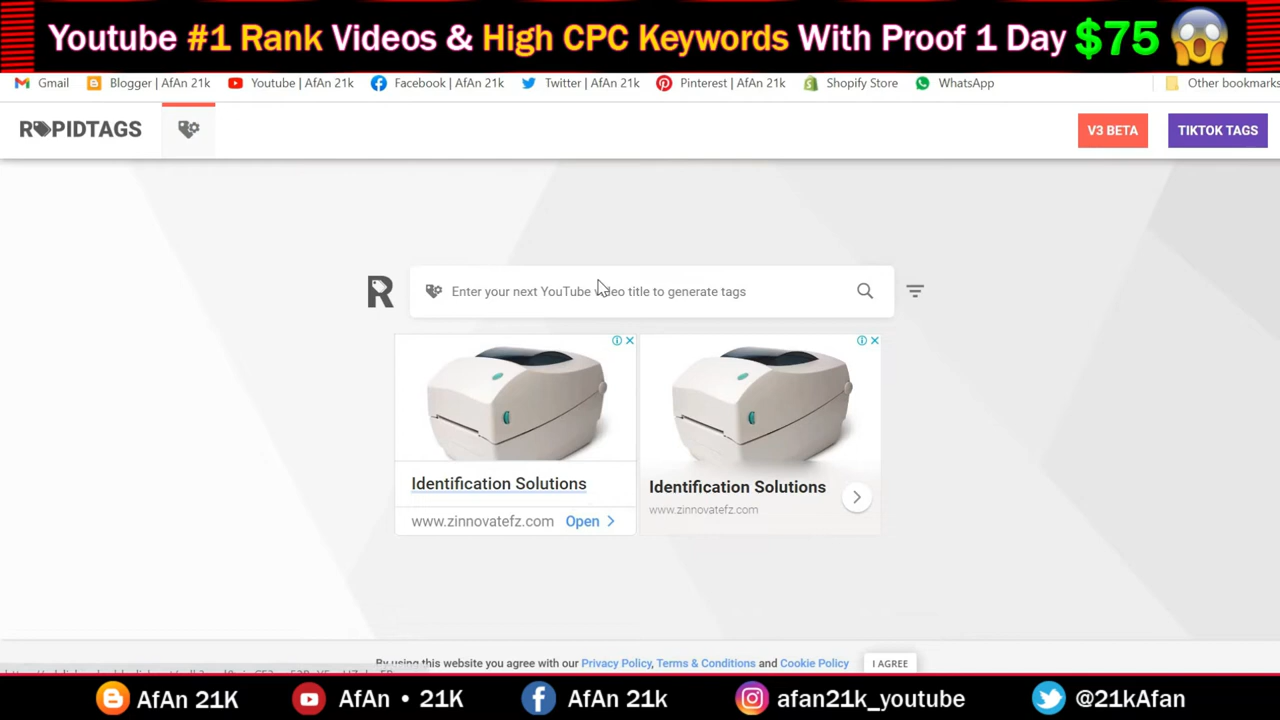 Youtube #1 Rank Videos & High CPC Keywords With Proof 1 Day $75
Gmail Blogger | AfAn 21k Youtube | AfAn 21k Facebook | AfAn 21k Twitter | AfAn 21k Pinterest | AfAn 21k Shopify Store WhatsApp Other bookmarks
RAPIDTAGS V3 BETA TIKTOK TAGS
R Enter your next YouTube video title to generate tags
Identification Solutions
www.zinnovatefz.com Open
Identification Solutions
www.zinnovatefz.com
By using this website you agree with our Privacy Policy, Terms & Conditions and Cookie Policy I AGREE
AfAn 21K AfAn • 21K AfAn 21k afan21k_youtube @21kAfan